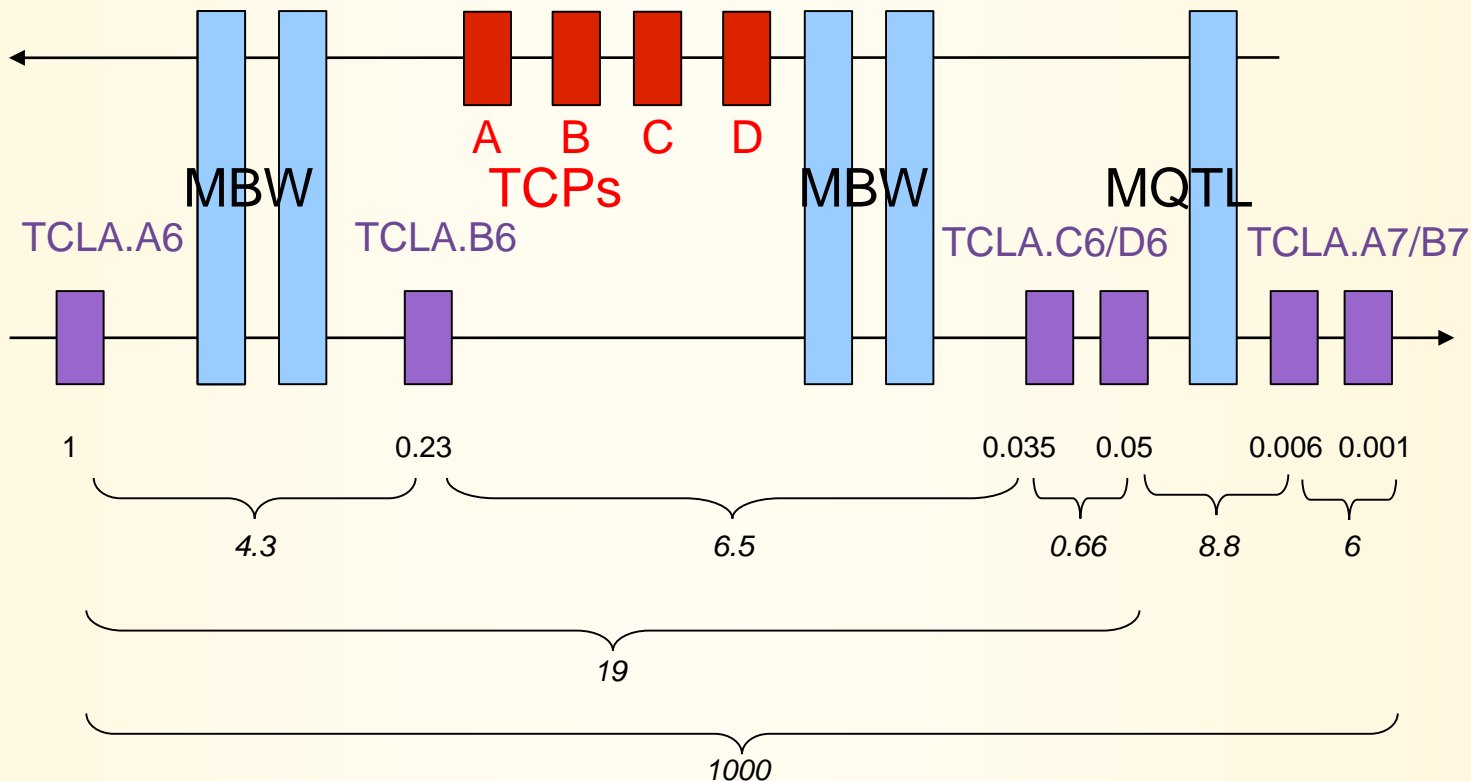 A B C D
MBW TCPs MBW MQTL
TCLA.A6 TCLA.B6 TCLA.C6/D6 TCLA.A7/B7
1 0.23 0.035 0.05 0.006 0.001
4.3 6.5 0.66 8.8 6
19
1000